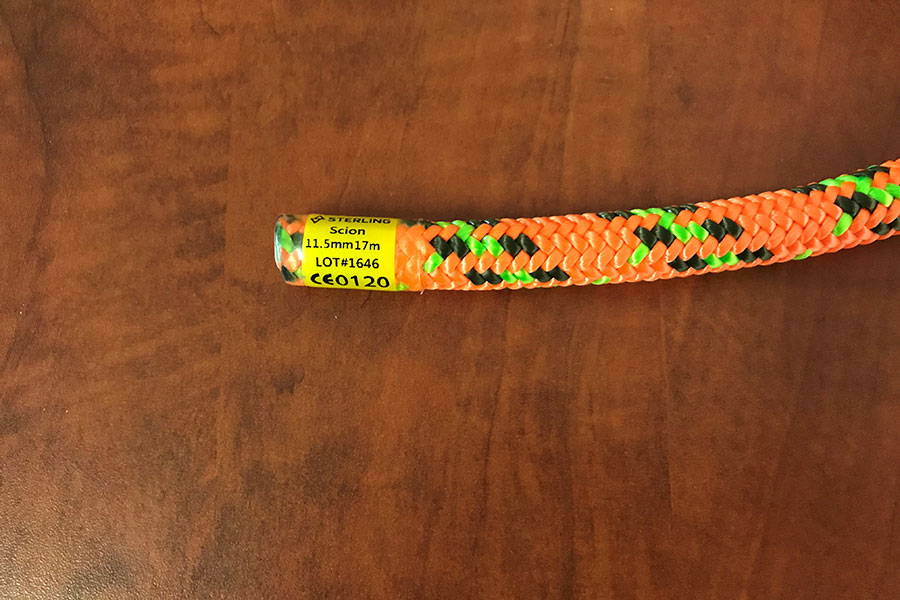 STERLING
Scion
11.5mm17m
LOT#1646
CE0120